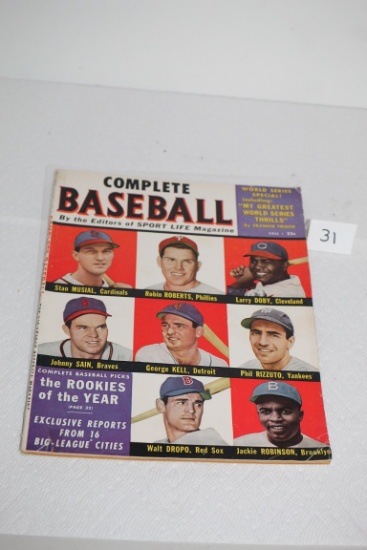 COMPLETE
BASEBALL
By the Editors of SPORT LIFE Magazine
WORLD SERIES
SPECIAL!
Including:
"MY GREATEST
WORLD SERIES
THRILLS"
FALL • 25c
31
Stan MUSIAL, Cardinals
Robin ROBERTS, Phillies
Larry DOBY, Cleveland
Johnny SAIN, Braves
George KELL, Detroit
Phil RIZZUTO, Yankees
COMPLETE BASEBALL PICKS
the ROOKIES
of the YEAR
EXCLUSIVE REPORTS
FROM 16
BIG-LEAGUE CITIES
Walt DROPO, Red Sox
Jackie ROBINSON, Brooklyn
B
B